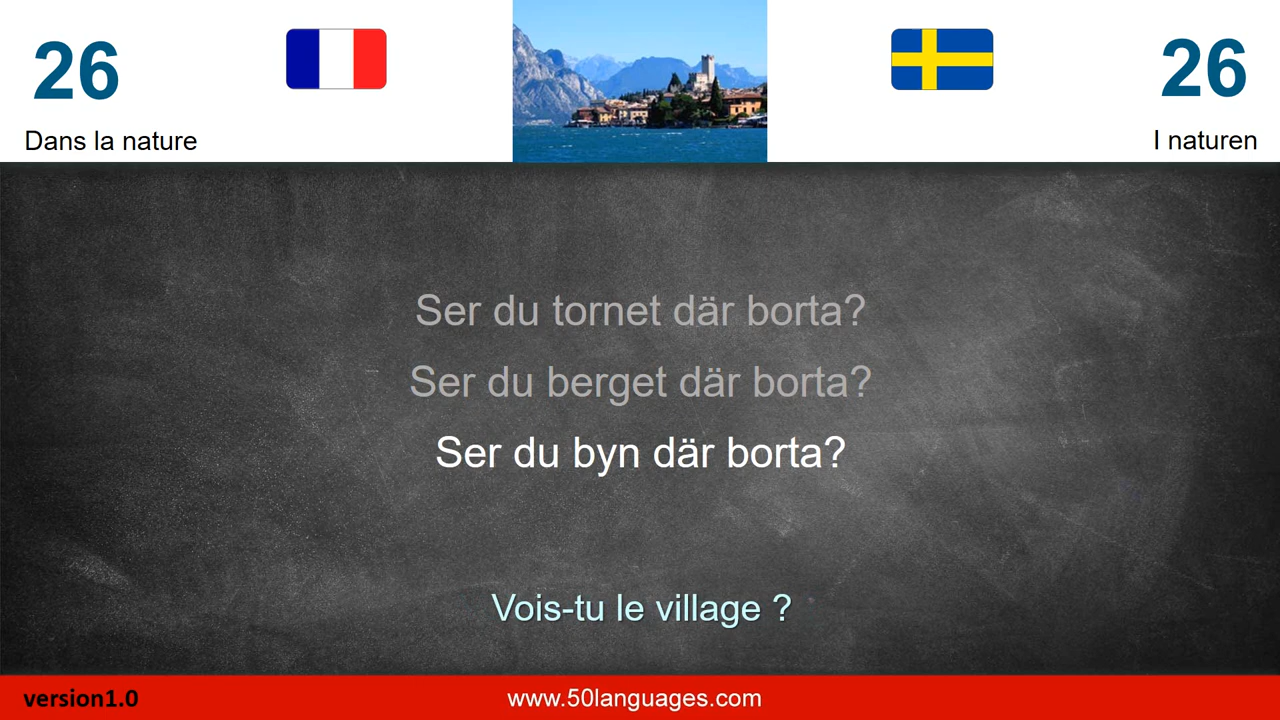 26
26
Dans la nature
I naturen
Ser du tornet där borta?
Ser du berget där borta?
Ser du byn där borta?
Vois-tu le village ?
version1.0
www.50languages.com